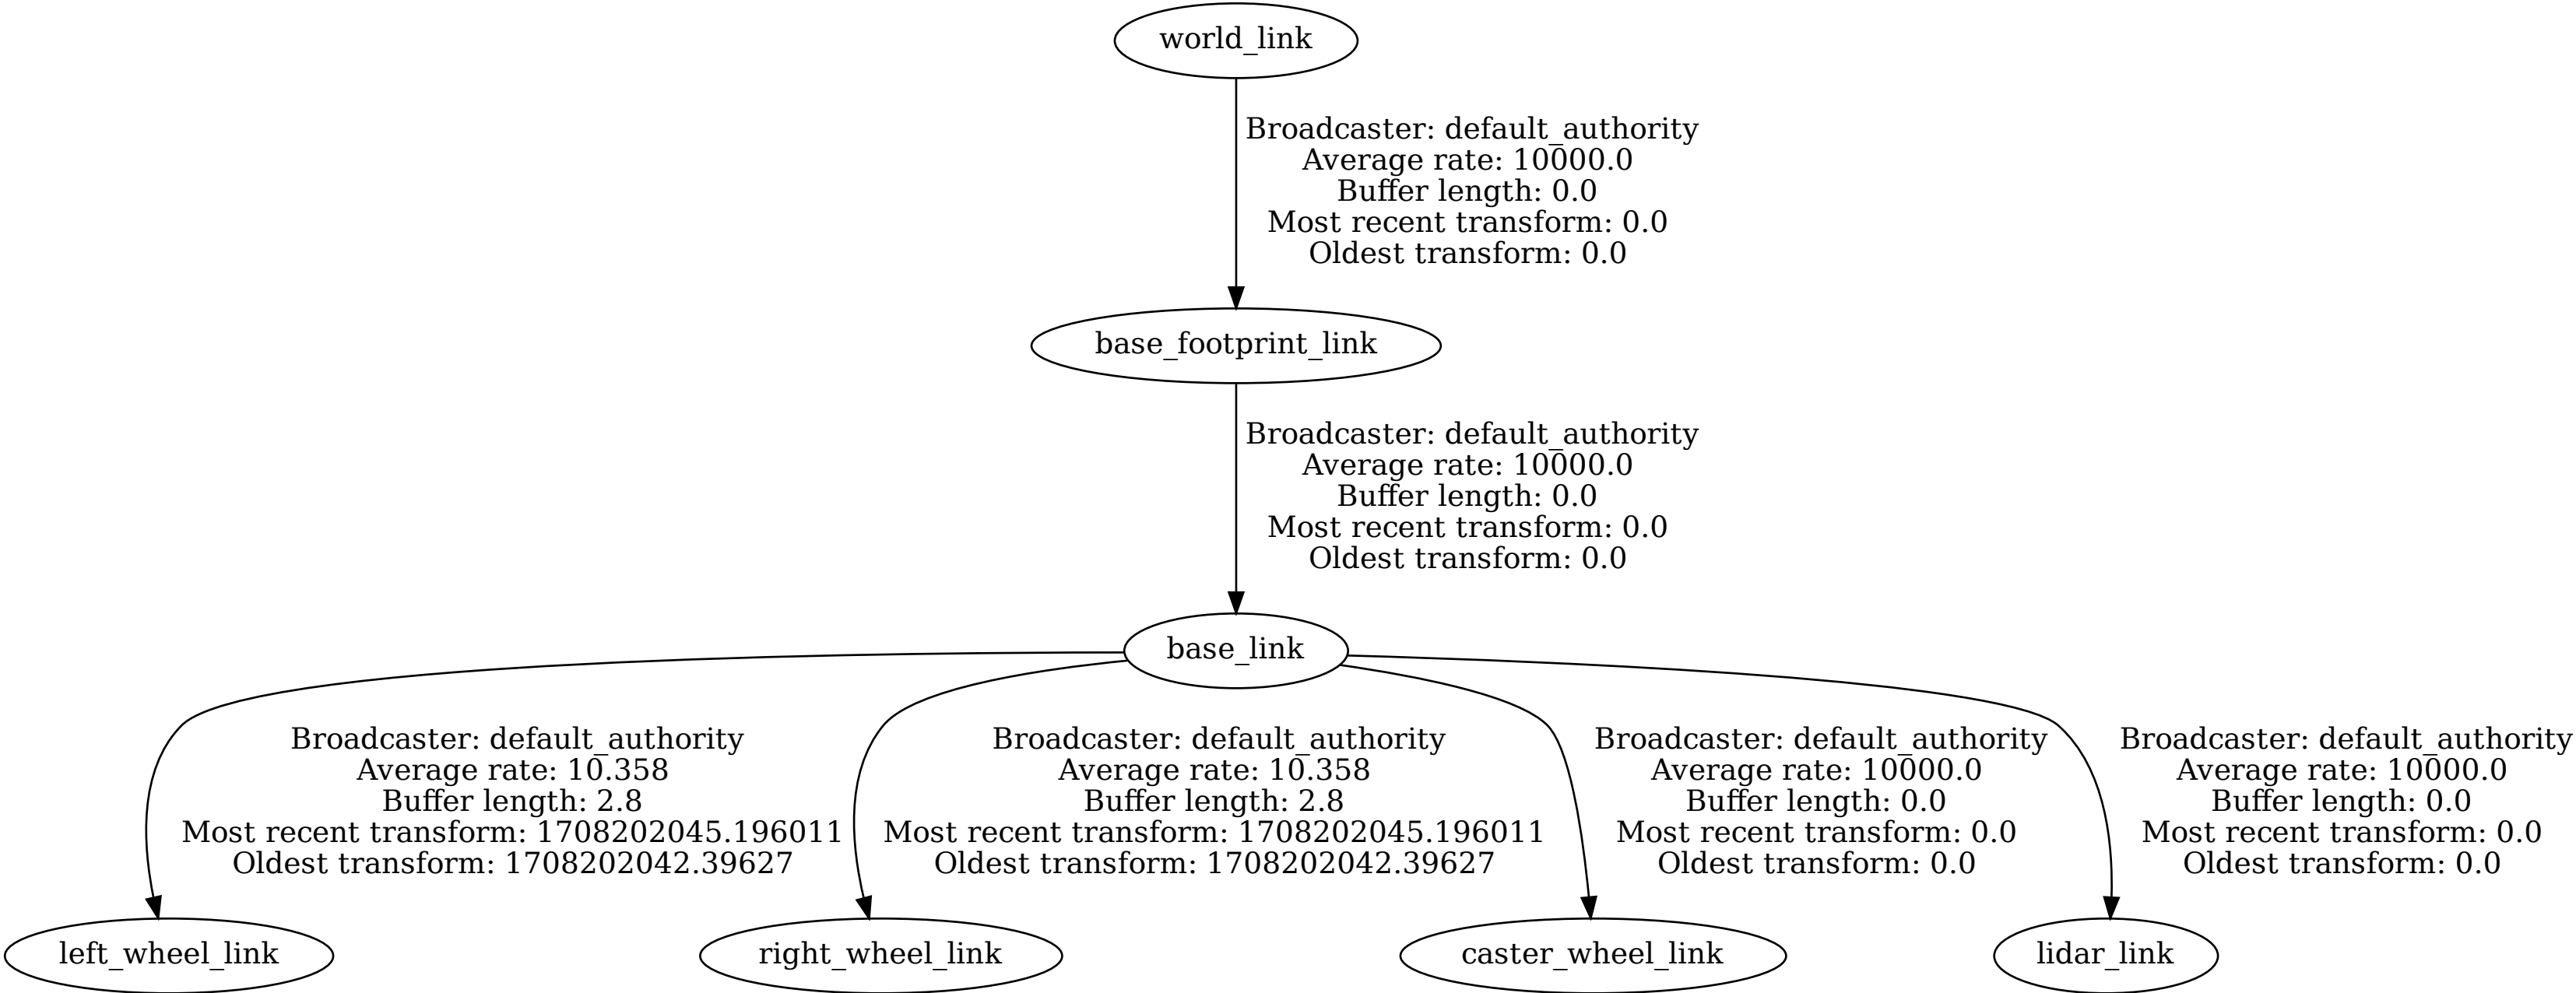 world_link
Broadcaster: default_authority
Average rate: 10000.0
Buffer length: 0.0
Most recent transform: 0.0
Oldest transform: 0.0
base_footprint_link
Broadcaster: default_authority
Average rate: 10000.0
Buffer length: 0.0
Most recent transform: 0.0
Oldest transform: 0.0
base_link
Broadcaster: default_authority
Average rate: 10.358
Buffer length: 2.8
Most recent transform: 1708202045.196011
Oldest transform: 1708202042.39627
Broadcaster: default_authority
Average rate: 10.358
Buffer length: 2.8
Most recent transform: 1708202045.196011
Oldest transform: 1708202042.39627
Broadcaster: default_authority
Average rate: 10000.0
Buffer length: 0.0
Most recent transform: 0.0
Oldest transform: 0.0
Broadcaster: default_authority
Average rate: 10000.0
Buffer length: 0.0
Most recent transform: 0.0
Oldest transform: 0.0
left_wheel_link
right_wheel_link
caster_wheel_link
lidar_link